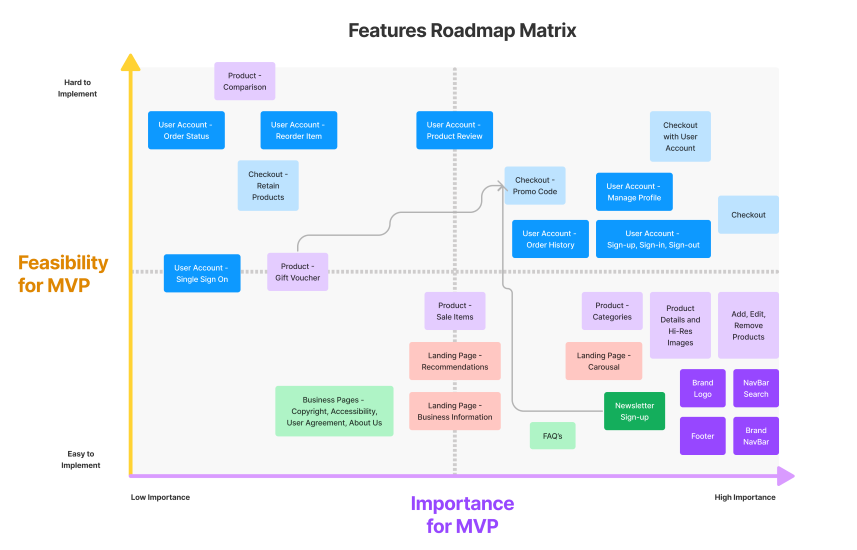 Features Roadmap Matrix
Hard to
Implement
Product -
Comparison
User Account -
Order Status
User Account -
Reorder Item
User Account -
Product Review
Checkout
with User
Account
Checkout -
Retain
Products
Checkout -
Promo Code
User Account -
Manage Profile
Checkout
User Account -
Order History
User Account -
Sign-up, Sign-in, Sign-out
Feasibility
for MVP
User Account -
Single Sign On
Product -
Gift Voucher
Product -
Sale Items
Product -
Categories
Product
Details and
Hi-Res
Images
Add, Edit,
Remove
Products
Landing Page -
Recommendations
Landing Page -
Carousal
Brand
Logo
NavBar
Search
Business Pages -
Copyright, Accessibility,
User Agreement, About Us
Landing Page -
Business Information
Newsletter
Sign-up
FAQ's
Footer
Brand
NavBar
Easy to
Implement
Low Importance
Importance
for MVP
High Importance